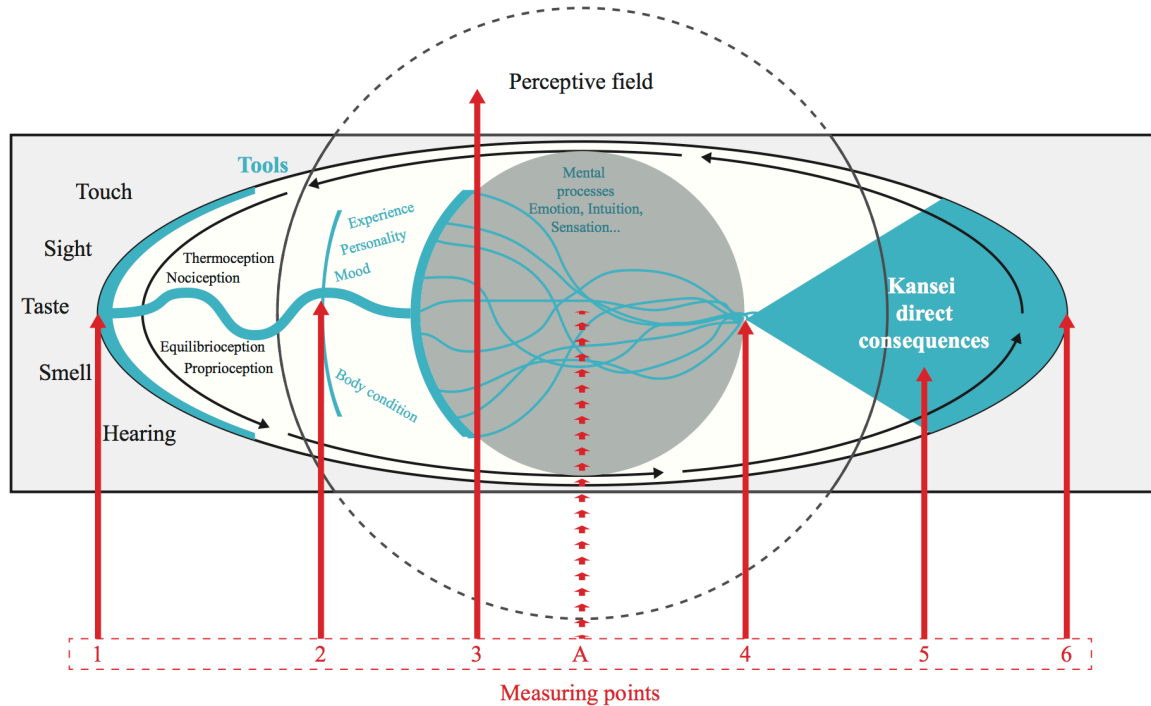 Perceptive field
Tools
Touch
Sight
Taste
Smell
Hearing
Thermoception
Nociception
Equilibrioception
Proprioception
Experience
Personality
Mood
Body condition
Mental
processes
Emotion, Intuition,
Sensation...
Kansei
direct
consequences
1 2 3 A 4 5 6
Measuring points